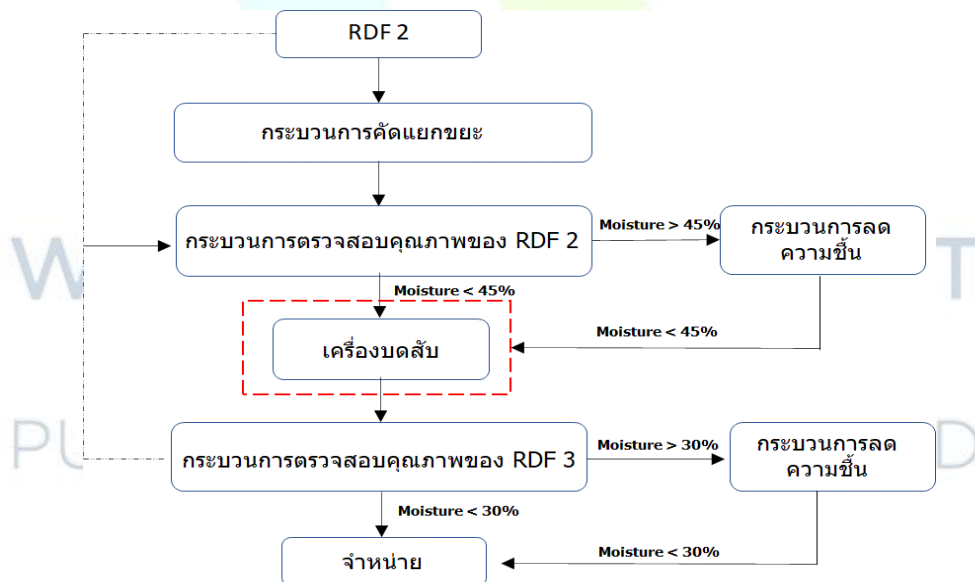 RDF 2
กระบวนการคัดแยกขยะ
กระบวนการตรวจสอบคุณภาพของ RDF 2
Moisture > 45%
กระบวนการลด
ความชื้น
Moisture < 45%
Moisture < 45%
เครื่องบดสับ
กระบวนการตรวจสอบคุณภาพของ RDF 3
Moisture > 30%
กระบวนการลด
ความชื้น
Moisture < 30%
Moisture < 30%
จำหน่าย